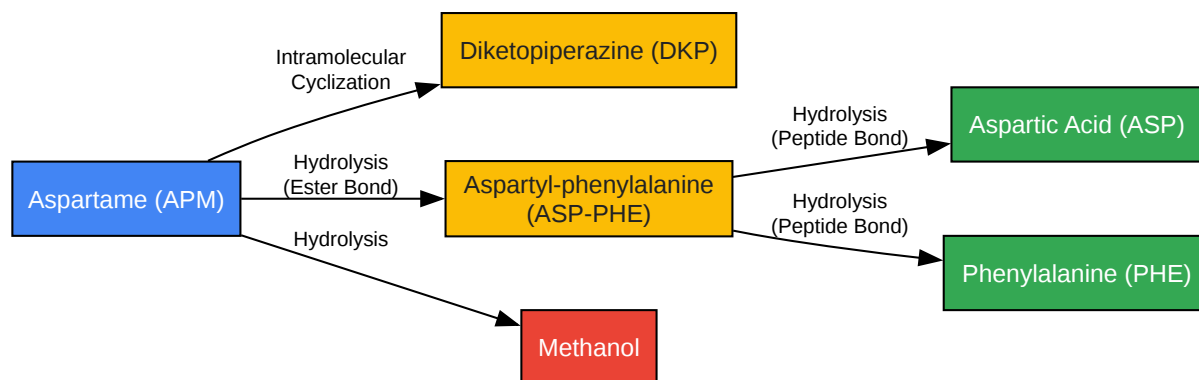 Diketopiperazine (DKP)
Intramolecular
Cyclization
Hydrolysis
(Peptide Bond)
Aspartic Acid (ASP)
Aspartame (APM)
Hydrolysis
(Ester Bond)
Aspartyl-phenylalanine
(ASP-PHE)
Hydrolysis
(Peptide Bond)
Phenylalanine (PHE)
Hydrolysis
Methanol